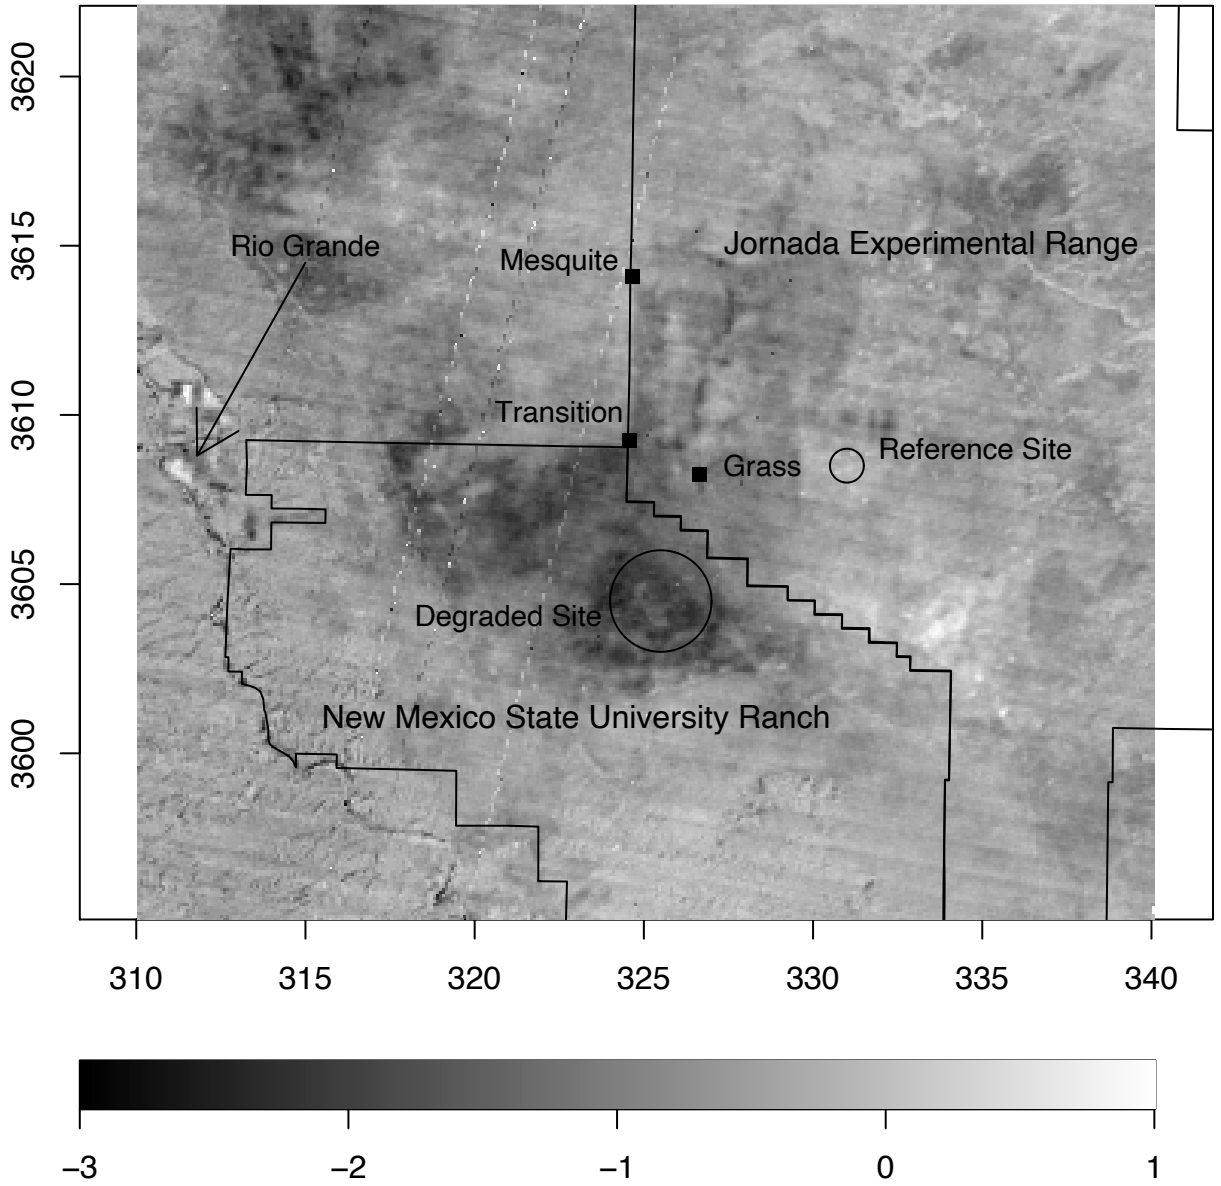 3620
3615
3610
3605
3600
Rio Grande
Mesquite
Jornada Experimental Range
Transition
Grass
Reference Site
Degraded Site
New Mexico State University Ranch
310 315 320 325 330 335 340
−3 −2 −1 0 1